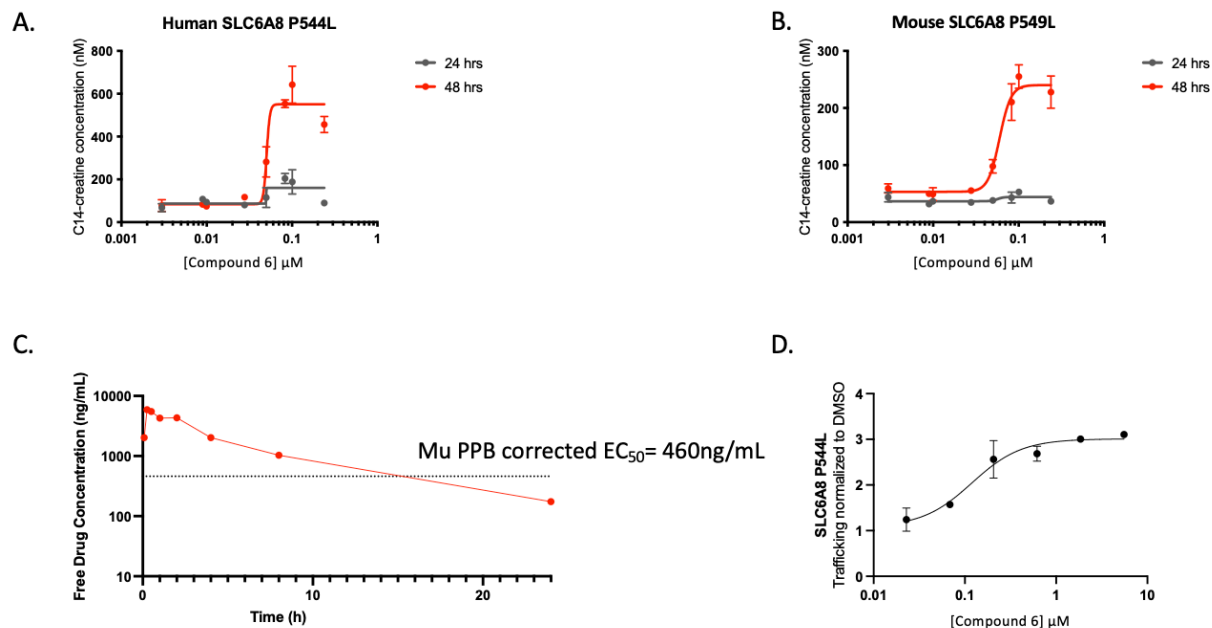 A.
Human SLC6A8 P544L
C14-creatine concentration (nM)
800
600
400
200
0
0.001
0.01
0.1
1
[Compound 6] µM
24 hrs
48 hrs
B.
Mouse SLC6A8 P549L
C14-creatine concentration (nM)
300
200
100
0
0.001
0.01
0.1
1
[Compound 6] µM
24 hrs
48 hrs
C.
Free Drug Concentration (ng/mL)
10000
1000
100
10
0
10
20
Time (h)
Mu PPB corrected EC₅₀= 460ng/mL
D.
SLC6A8 P544L
Trafficking normalized to DMSO
4
3
2
1
0
0.01
0.1
1
10
[Compound 6] µM